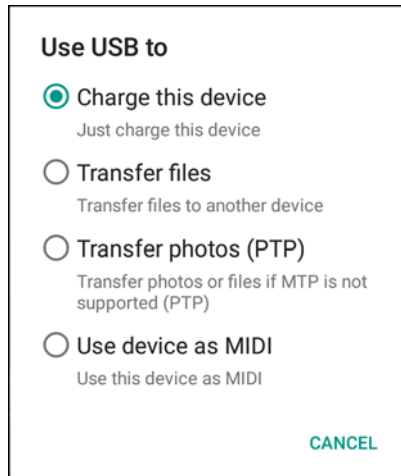 Use USB to
Charge this device
Just charge this device
Transfer files
Transfer files to another device
Transfer photos (PTP)
Transfer photos or files if MTP is not
supported (PTP)
Use device as MIDI
Use this device as MIDI
CANCEL